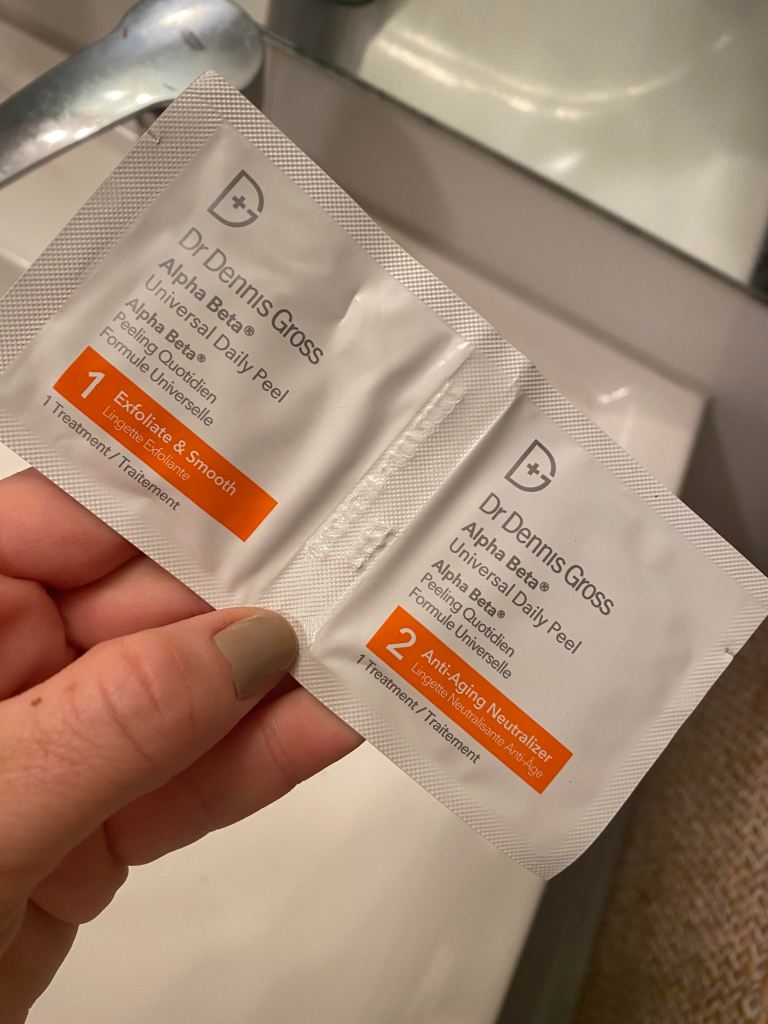 Dr Dennis Gross
Alpha Beta®
Universal Daily Peel
Alpha Beta®
Peeling Quotidien
Formule Universelle
1 Exfoliate & Smooth
Lingette Exfoliante
1 Treatment / Traitement
Dr Dennis Gross
Alpha Beta®
Universal Daily Peel
Alpha Beta®
Peeling Quotidien
Formule Universelle
2 Anti-Aging Neutralizer
Lingette Neutralisante Anti-Âge
1 Treatment / Traitement